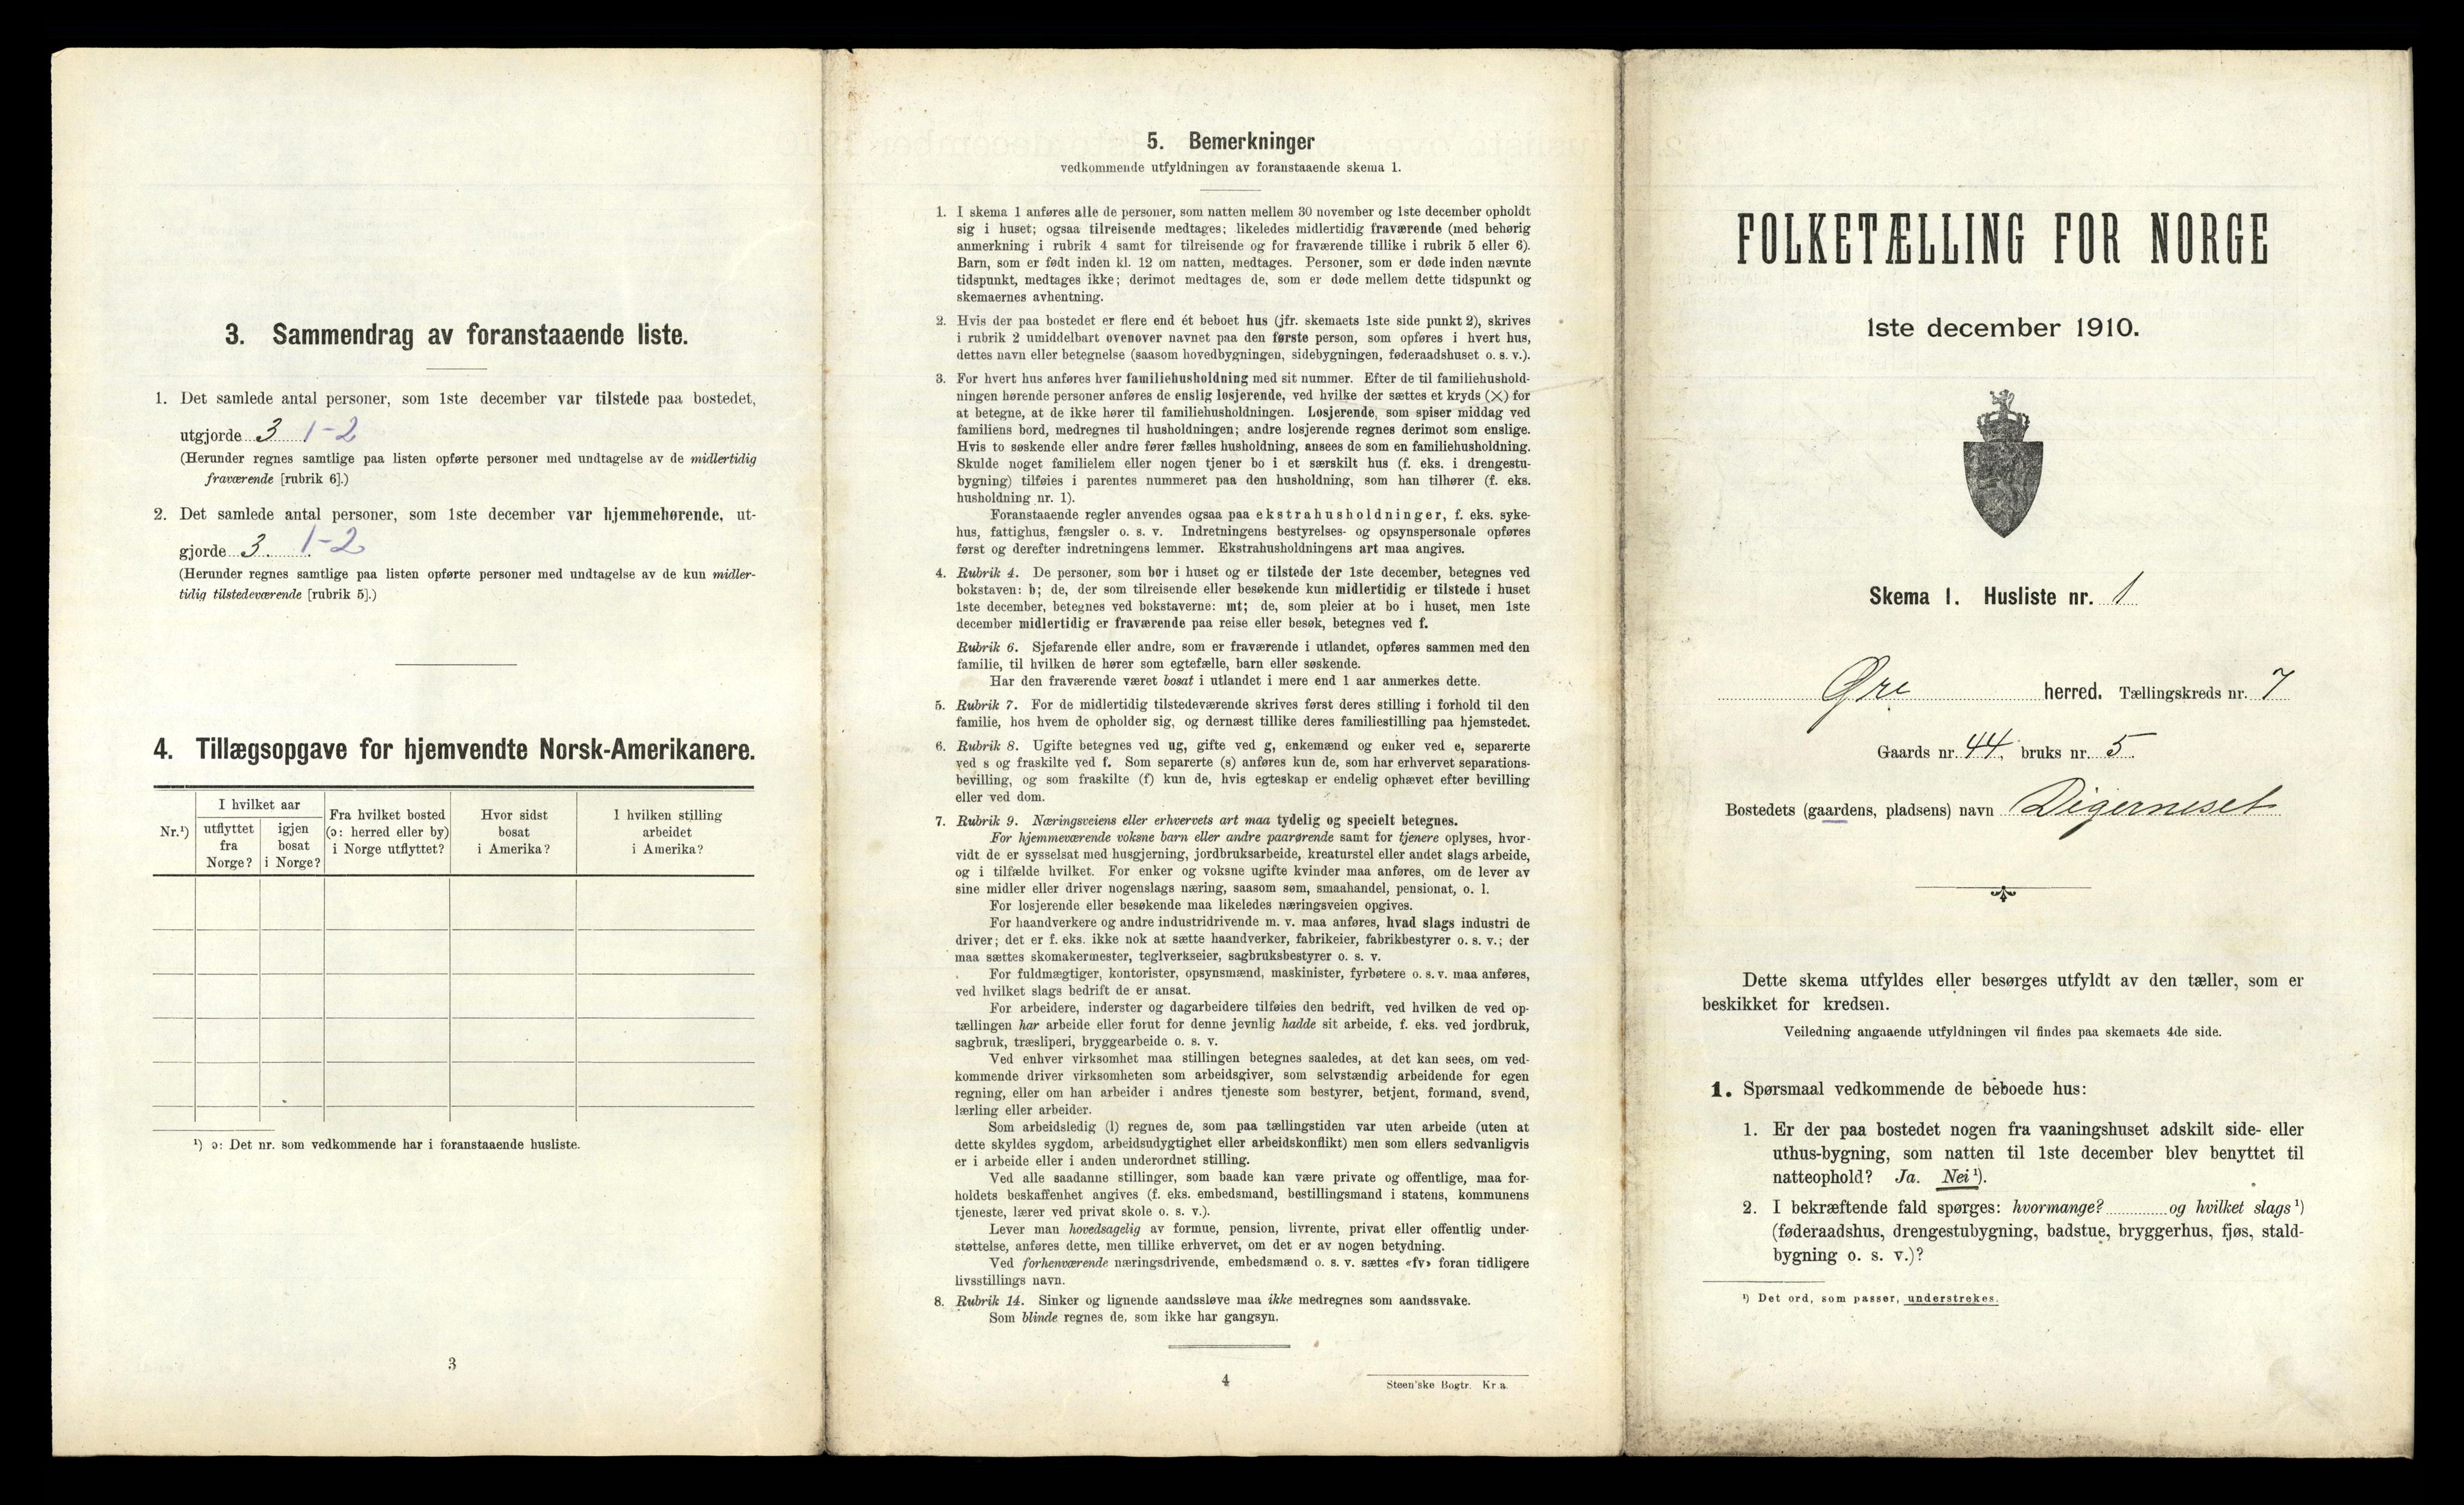 3. Sammendrag av foranstaaende liste.
1. Det samlede antal personer, som 1ste december var tilstede paa bostedet,
utgjorde 3 1-2
(Herunder regnes samtlige paa listen opførte personer med undtagelse av de midlertidig
fraværende [rubrik 6].)
2. Det samlede antal personer, som 1ste december var hjemmehørende, ut-
gjorde 3. 1-2
(Herunder regnes samtlige paa listen opførte personer med undtagelse av de kun midler-
tidig tilstedeværende [rubrik 5].)
4. Tillægsopgave for hjemvendte Norsk-Amerikanere.
Nr.¹)
I hvilket aar
utflyttet
fra
Norge?
igjen
bosat
i Norge?
Fra hvilket bosted
(ɔ: herred eller by)
i Norge utflyttet?
Hvor sidst
bosat
i Amerika?
I hvilken stilling
arbeidet
i Amerika?
¹) ɔ: Det nr. som vedkommende har i foranstaaende husliste.
3
5. Bemerkninger
vedkommende utfyldningen av foranstaaende skema 1.
1. I skema 1 anføres alle de personer, som natten mellem 30 november og 1ste december opholdt
sig i huset; ogsaa tilreisende medtages; likeledes midlertidig fraværende (med behørig
anmerkning i rubrik 4 samt for tilreisende og for fraværende tillike i rubrik 5 eller 6).
Barn, som er født inden kl. 12 om natten, medtages. Personer, som er døde inden nævnte
tidspunkt, medtages ikke; derimot medtages de, som er døde mellem dette tidspunkt og
skemaernes avhentning.
2. Hvis der paa bostedet er flere end ét beboet hus (jfr. skemaets 1ste side punkt 2), skrives
i rubrik 2 umiddelbart ovenover navnet paa den første person, som opføres i hvert hus,
dettes navn eller betegnelse (saasom hovedbygningen, sidebygningen, føderaadshuset o. s. v.).
3. For hvert hus anføres hver familiehusholdning med sit nummer. Efter de til familiehushold-
ningen hørende personer anføres de enslig losjerende, ved hvilke der sættes et kryds (×) for
at betegne, at de ikke hører til familiehusholdningen. Losjerende, som spiser middag ved
familiens bord, medregnes til husholdningen; andre losjerende regnes derimot som enslige.
Hvis to søskende eller andre fører fælles husholdning, ansees de som en familiehusholdning.
Skulde noget familielem eller nogen tjener bo i et særskilt hus (f. eks. i drengestu-
bygning) tilføies i parentes nummeret paa den husholdning, som han tilhører (f. eks.
husholdning nr. 1).
Foranstaaende regler anvendes ogsaa paa ekstrahusholdninger, f. eks. syke-
hus, fattighus, fængsler o. s. v. Indretningens bestyrelses- og opsynspersonale opføres
først og derefter indretningens lemmer. Ekstrahusholdningens art maa angives.
4. Rubrik 4. De personer, som bor i huset og er tilstede der 1ste december, betegnes ved
bokstaven: b; de, der som tilreisende eller besøkende kun midlertidig er tilstede i huset
1ste december, betegnes ved bokstaverne: mt; de, som pleier at bo i huset, men 1ste
december midlertidig er fraværende paa reise eller besøk, betegnes ved f.
Rubrik 6. Sjøfarende eller andre, som er fraværende i utlandet, opføres sammen med den
familie, til hvilken de hører som egtefælle, barn eller søskende.
Har den fraværende været bosat i utlandet i mere end 1 aar anmerkes dette.
5. Rubrik 7. For de midlertidig tilstedeværende skrives først deres stilling i forhold til den
familie, hos hvem de opholder sig, og dernæst tillike deres familiestilling paa hjemstedet.
6. Rubrik 8. Ugifte betegnes ved ug, gifte ved g, enkemænd og enker ved e, separerte
ved s og fraskilte ved f. Som separerte (s) anføres kun de, som har erhvervet separations-
bevilling, og som fraskilte (f) kun de, hvis egteskap er endelig ophævet efter bevilling
eller ved dom.
7. Rubrik 9. Næringsveiens eller erhvervets art maa tydelig og specielt betegnes.
For hjemmeværende voksne barn eller andre paarørende samt for tjenere oplyses, hvor-
vidt de er sysselsat med husgjerning, jordbruksarbeide, kreaturstel eller andet slags arbeide,
og i tilfælde hvilket. For enker og voksne ugifte kvinder maa anføres, om de lever av
sine midler eller driver nogenslags næring, saasom søm, smaahandel, pensionat, o. l.
For losjerende eller besøkende maa likeledes næringsveien opgives.
For haandverkere og andre industridrivende m. v. maa anføres, hvad slags industri de
driver; det er f. eks. ikke nok at sætte haandverker, fabrikeier, fabrikbestyrer o. s. v.; der
maa sættes skomakermester, teglverkseier, sagbruksbestyrer o. s. v.
For fuldmægtiger, kontorister, opsynsmænd, maskinister, fyrbøtere o. s. v. maa anføres,
ved hvilket slags bedrift de er ansat.
For arbeidere, inderster og dagarbeidere tilføies den bedrift, ved hvilken de ved op-
tællingen har arbeide eller forut for denne jevnlig hadde sit arbeide, f. eks. ved jordbruk,
sagbruk, træsliperi, bryggearbeide o. s. v.
Ved enhver virksomhet maa stillingen betegnes saaledes, at det kan sees, om ved-
kommende driver virksomheten som arbeidsgiver, som selvstændig arbeidende for egen
regning, eller om han arbeider i andres tjeneste som bestyrer, betjent, formand, svend,
lærling eller arbeider.
Som arbeidsledig (l) regnes de, som paa tællingstiden var uten arbeide (uten at
dette skyldes sygdom, arbeidsudygtighet eller arbeidskonflikt) men som ellers sedvanligvis
er i arbeide eller i anden underordnet stilling.
Ved alle saadanne stillinger, som baade kan være private og offentlige, maa for-
holdets beskaffenhet angives (f. eks. embedsmand, bestillingsmand i statens, kommunens
tjeneste, lærer ved privat skole o. s. v.).
Lever man hovedsagelig av formue, pension, livrente, privat eller offentlig under-
støttelse, anføres dette, men tillike erhvervet, om det er av nogen betydning.
Ved forhenværende næringsdrivende, embedsmænd o. s. v. sættes «fv» foran tidligere
livsstillings navn.
8. Rubrik 14. Sinker og lignende aandssløve maa ikke medregnes som aandssvake.
Som blinde regnes de, som ikke har gangsyn.
4
Steen'ske Bogtr. Kr a.
FOLKETÆLLING FOR NORGE
1ste december 1910.
Skema 1. Husliste nr. 1
Øre herred. Tællingskreds nr. 7
Gaards nr. 44, bruks nr. 5.
Bostedets (gaardens, pladsens) navn Digerneset
Dette skema utfyldes eller besørges utfyldt av den tæller, som er
beskikket for kredsen.
Veiledning angaaende utfyldningen vil findes paa skemaets 4de side.
1. Spørsmaal vedkommende de beboede hus:
1. Er der paa bostedet nogen fra vaaningshuset adskilt side- eller
uthus-bygning, som natten til 1ste december blev benyttet til
natteophold? Ja. Nei ¹).
2. I bekræftende fald spørges: hvormange? og hvilket slags ¹)
(føderaadshus, drengestubygning, badstue, bryggerhus, fjøs, stald-
bygning o. s. v.)?
¹) Det ord, som passer, understrekes.